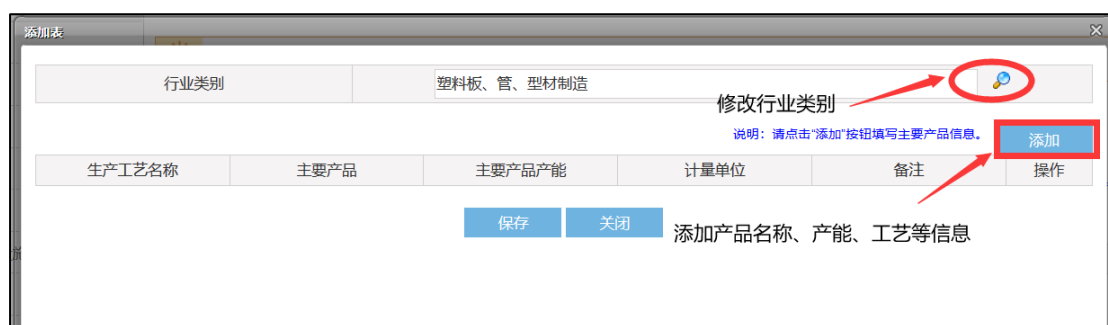 添加表
行业类别 塑料板、管、型材制造
修改行业类别
说明：请点击“添加”按钮填写主要产品信息。 添加
生产工艺名称 主要产品 主要产品产能 计量单位 备注 操作
保存 关闭
添加产品名称、产能、工艺等信息